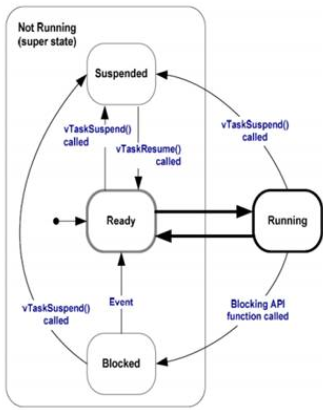 Not Running
(super state)
Suspended
vTaskSuspend()
called
vTaskResume()
called
vTaskSuspend()
called
Ready
Running
Event
vTaskSuspend()
called
Blocking API
function called
Blocked